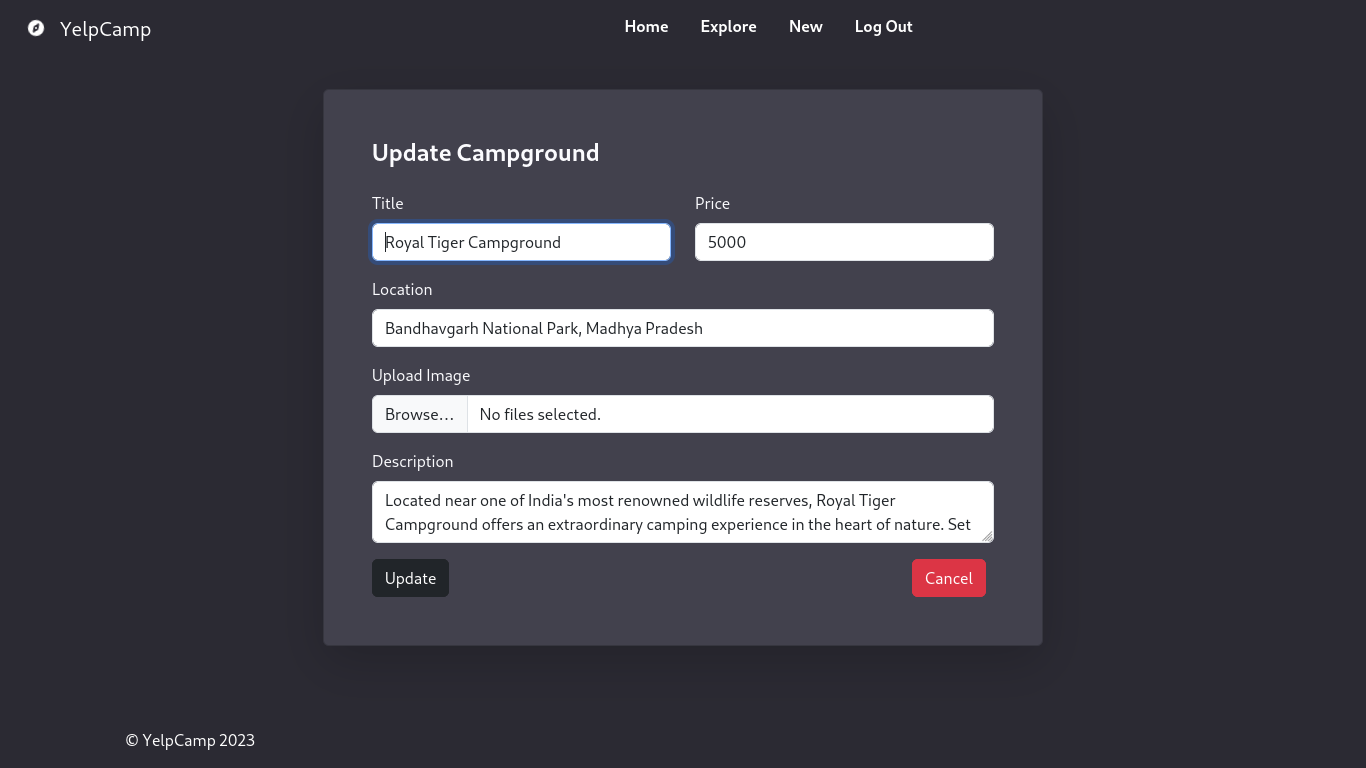 YelpCamp
Home Explore New Log Out
Update Campground
Title Price
Royal Tiger Campground 5000
Location
Bandhavgarh National Park, Madhya Pradesh
Upload Image
Browse... No files selected.
Description
Located near one of India's most renowned wildlife reserves, Royal Tiger
Campground offers an extraordinary camping experience in the heart of nature. Set
Update Cancel
© YelpCamp 2023